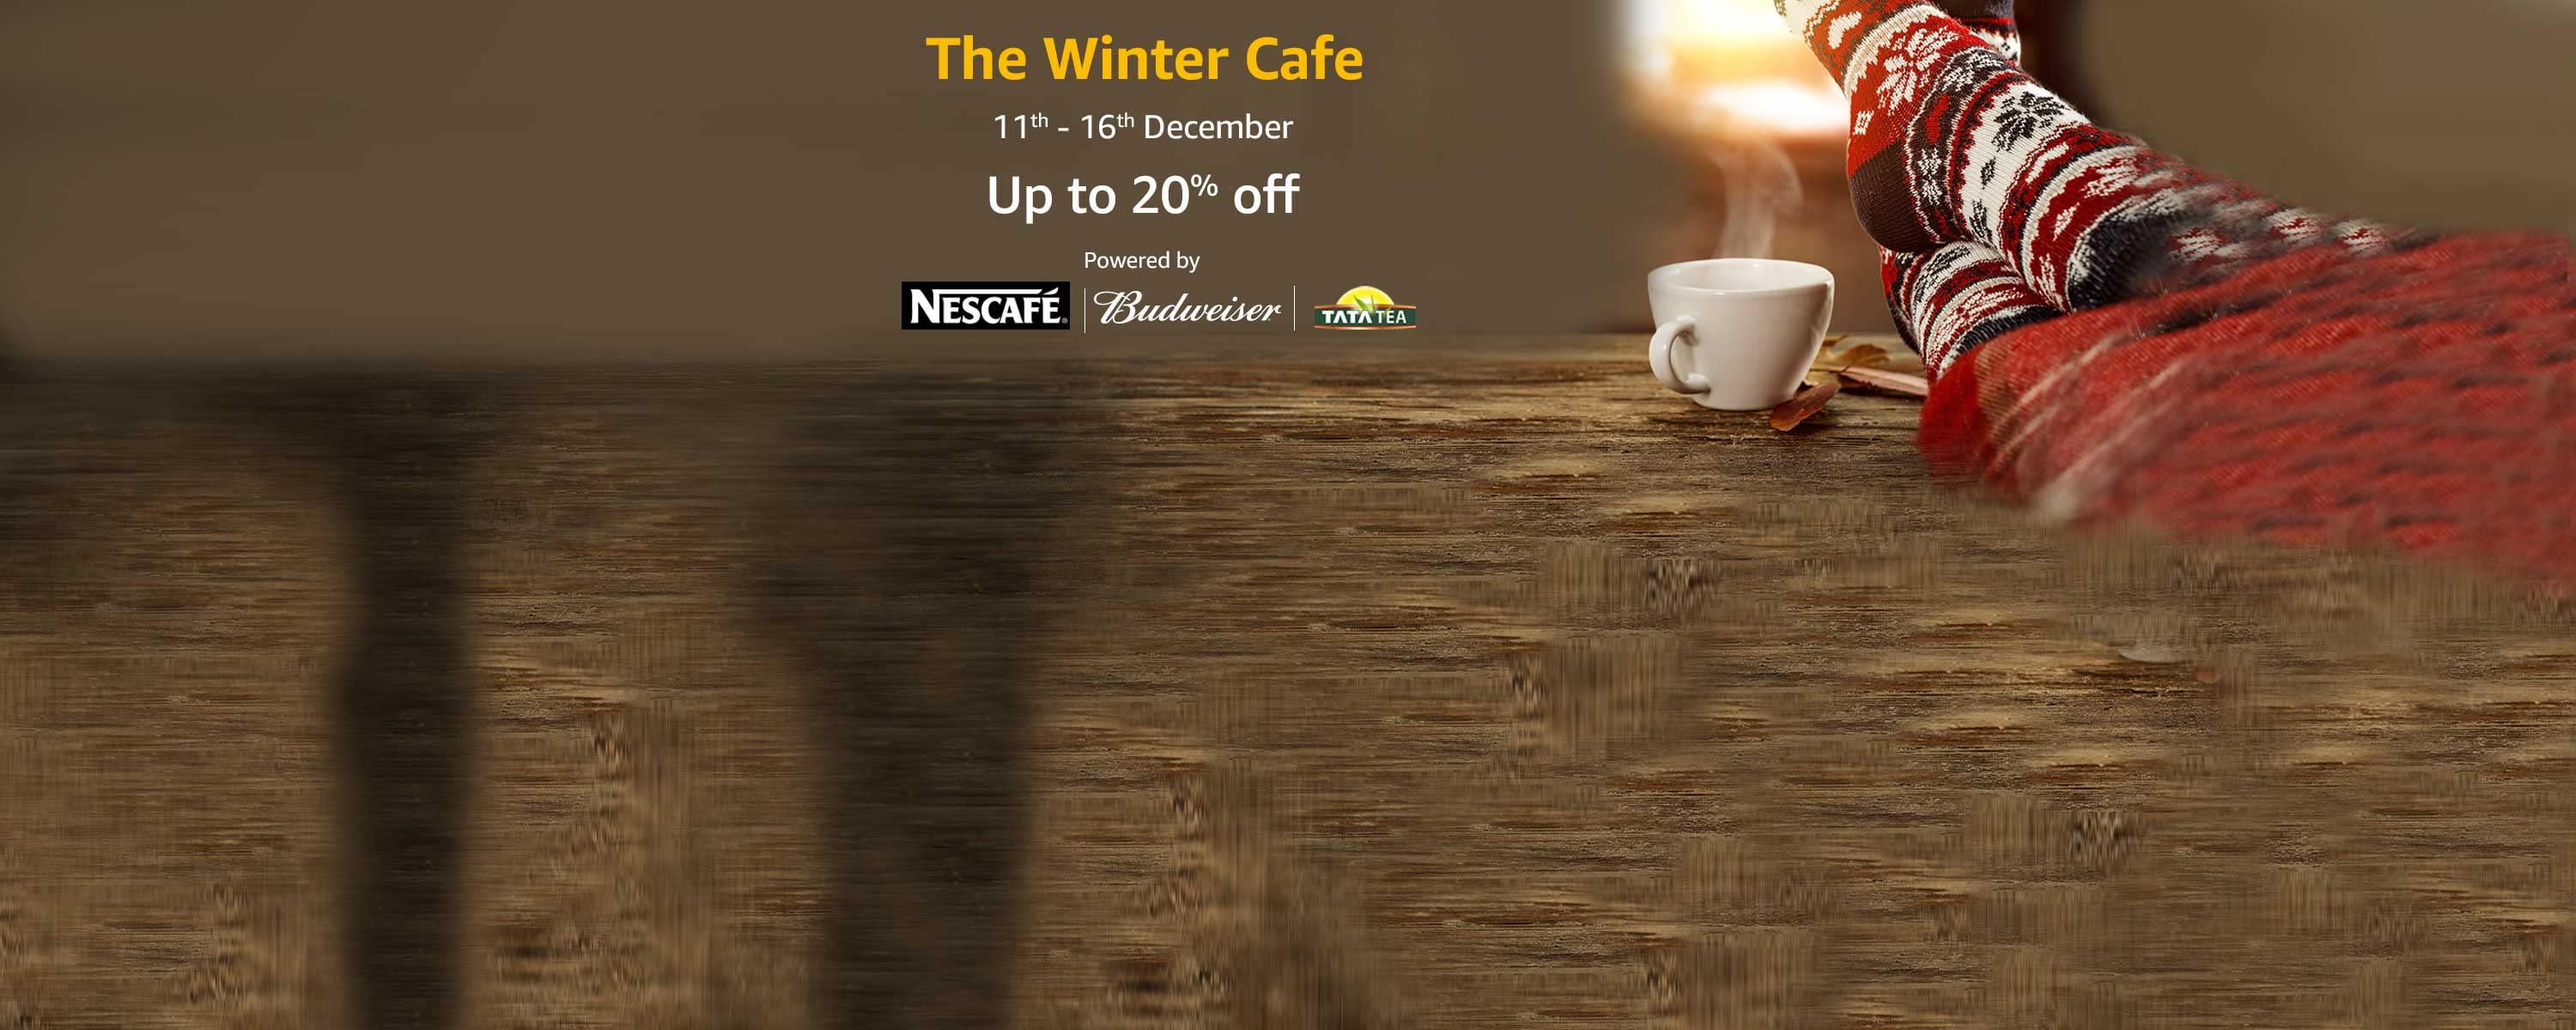 The Winter Cafe
11th - 16th December
Up to 20% off
Powered by
NESCAFÉ Budweiser TATA TEA